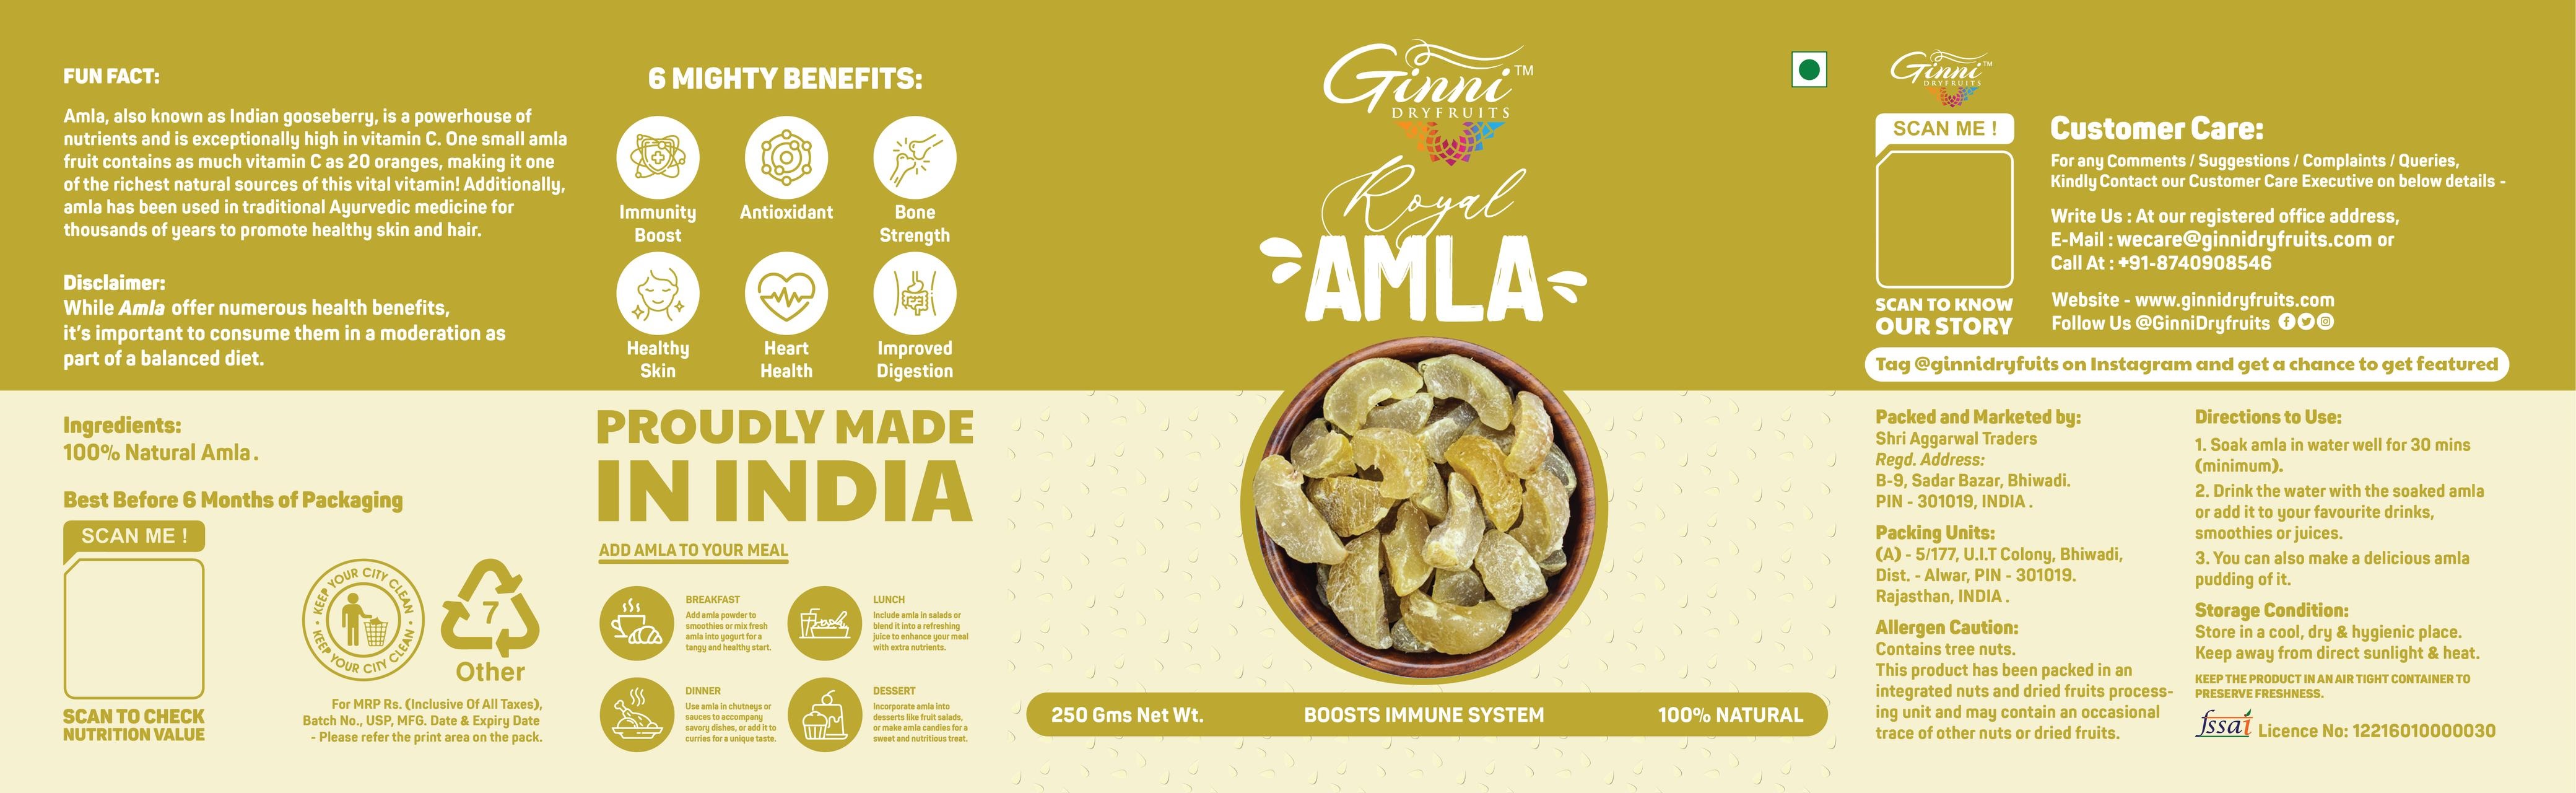 FUN FACT:
Amla, also known as Indian gooseberry, is a powerhouse of
nutrients and is exceptionally high in vitamin C. One small amla
fruit contains as much vitamin C as 20 oranges, making it one
of the richest natural sources of this vital vitamin! Additionally,
amla has been used in traditional Ayurvedic medicine for
thousands of years to promote healthy skin and hair.
Disclaimer:
While Amla offer numerous health benefits,
it's important to consume them in a moderation as
part of a balanced diet.
Ingredients:
100% Natural Amla .
Best Before 6 Months of Packaging
SCAN ME !
SCAN TO CHECK
NUTRITION VALUE
KEEP YOUR CITY CLEAN
KEEP YOUR CITY CLEAN
7
Other
For MRP Rs. (Inclusive Of All Taxes),
Batch No., USP, MFG. Date & Expiry Date
- Please refer the print area on the pack.
6 MIGHTY BENEFITS:
Immunity
Boost
Antioxidant
Bone
Strength
Healthy
Skin
Heart
Health
Improved
Digestion
PROUDLY MADE
IN INDIA
ADD AMLA TO YOUR MEAL
BREAKFAST
Add amla powder to
smoothies or mix fresh
amla into yogurt for a
tangy and healthy start.
LUNCH
Include amla in salads or
blend it into a refreshing
juice to enhance your meal
with extra nutrients.
DINNER
Use amla in chutneys or
sauces to accompany
savory dishes, or add it to
curries for a unique taste.
DESSERT
Incorporate amla into
desserts like fruit salads,
or make amla candies for a
sweet and nutritious treat.
Ginni TM
DRYFRUITS
Royal
AMLA
250 Gms Net Wt.
BOOSTS IMMUNE SYSTEM
100% NATURAL
Ginni TM
DRYFRUITS
SCAN ME !
SCAN TO KNOW
OUR STORY
Customer Care:
For any Comments / Suggestions / Complaints / Queries,
Kindly Contact our Customer Care Executive on below details -
Write Us : At our registered office address,
E-Mail : wecare@ginnidryfruits.com or
Call At : +91-8740908546
Website - www.ginnidryfruits.com
Follow Us @GinniDryfruits
Tag @ginnidryfuits on Instagram and get a chance to get featured
Packed and Marketed by:
Shri Aggarwal Traders
Regd. Address:
B-9, Sadar Bazar, Bhiwadi.
PIN - 301019, INDIA .
Packing Units:
(A) - 5/177, U.I.T Colony, Bhiwadi,
Dist. - Alwar, PIN - 301019.
Rajasthan, INDIA .
Allergen Caution:
Contains tree nuts.
This product has been packed in an
integrated nuts and dried fruits process-
ing unit and may contain an occasional
trace of other nuts or dried fruits.
Directions to Use:
1. Soak amla in water well for 30 mins
(minimum).
2. Drink the water with the soaked amla
or add it to your favourite drinks,
smoothies or juices.
3. You can also make a delicious amla
pudding of it.
Storage Condition:
Store in a cool, dry & hygienic place.
Keep away from direct sunlight & heat.
KEEP THE PRODUCT IN AN AIR TIGHT CONTAINER TO
PRESERVE FRESHNESS.
fssai Licence No: 12216010000030